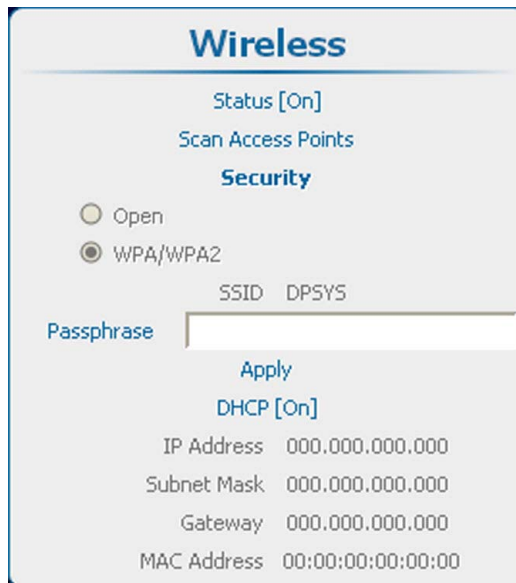 Wireless
Status [On]
Scan Access Points
Security
Open
WPA/WPA2
SSID DPSYS
Passphrase
Apply
DHCP [On]
IP Address 000.000.000.000
Subnet Mask 000.000.000.000
Gateway 000.000.000.000
MAC Address 00:00:00:00:00:00